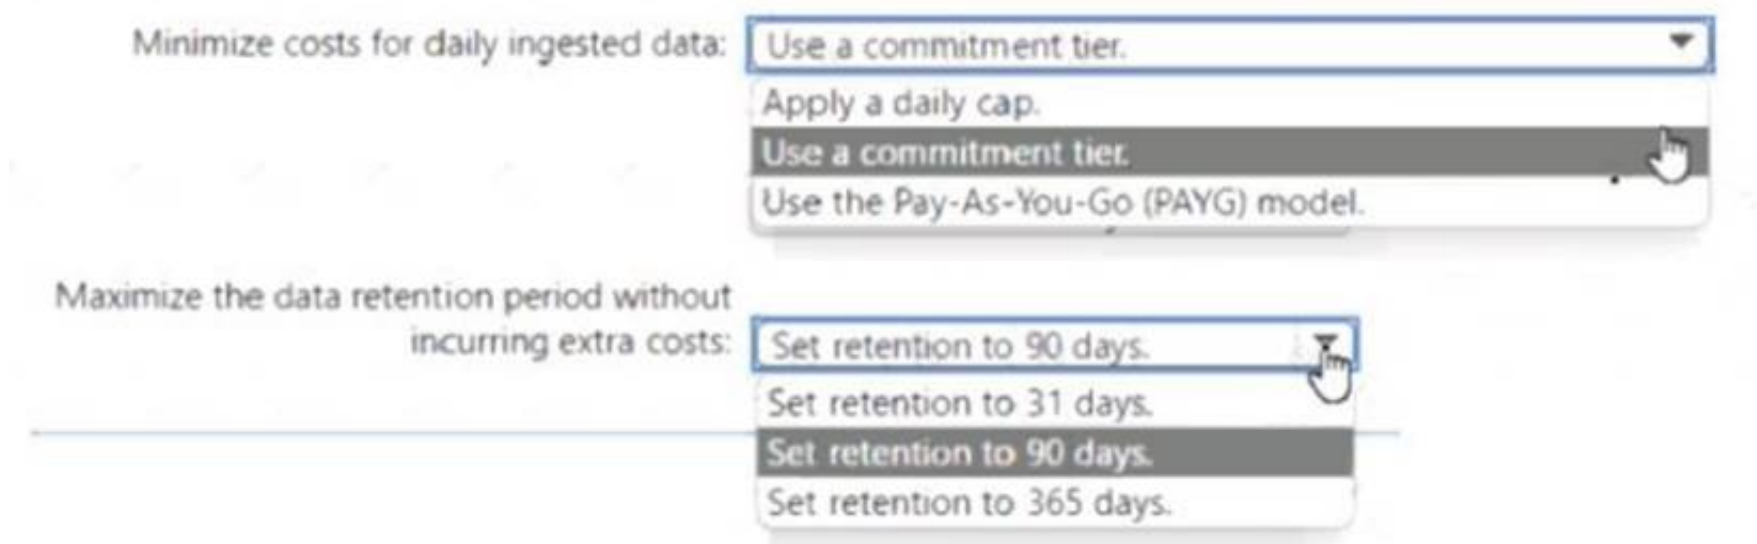 Minimize costs for daily ingested data: Use a commitment tier.
Apply a daily cap.
Use a commitment tier.
Use the Pay-As-You-Go (PAYG) model.
Maximize the data retention period without
incurring extra costs: Set retention to 90 days.
Set retention to 31 days.
Set retention to 90 days.
Set retention to 365 days.